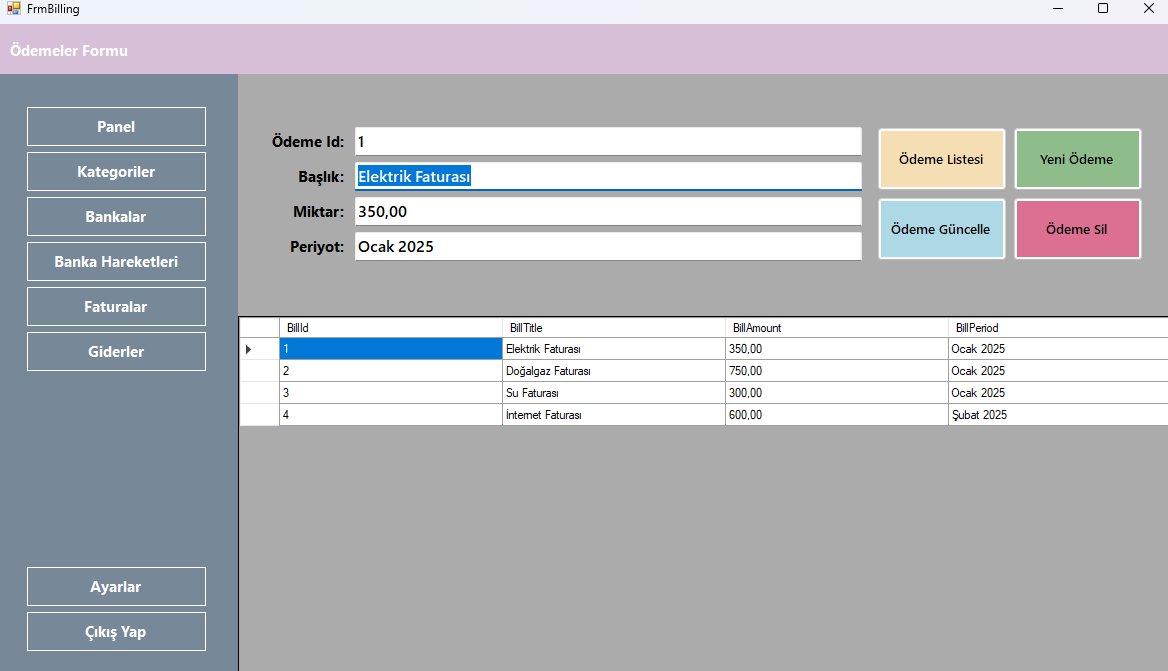 FrmBilling
Ödemeler Formu
Panel
Kategoriler
Bankalar
Banka Hareketleri
Faturalar
Giderler
Ayarlar
Çıkış Yap
Ödeme Id: 1
Başlık: Elektrik Faturası
Miktar: 350,00
Periyot: Ocak 2025
Ödeme Listesi
Yeni Ödeme
Ödeme Güncelle
Ödeme Sil
BillId BillTitle BillAmount BillPeriod
1 Elektrik Faturası 350,00 Ocak 2025
2 Doğalgaz Faturası 750,00 Ocak 2025
3 Su Faturası 300,00 Ocak 2025
4 İnternet Faturası 600,00 Şubat 2025